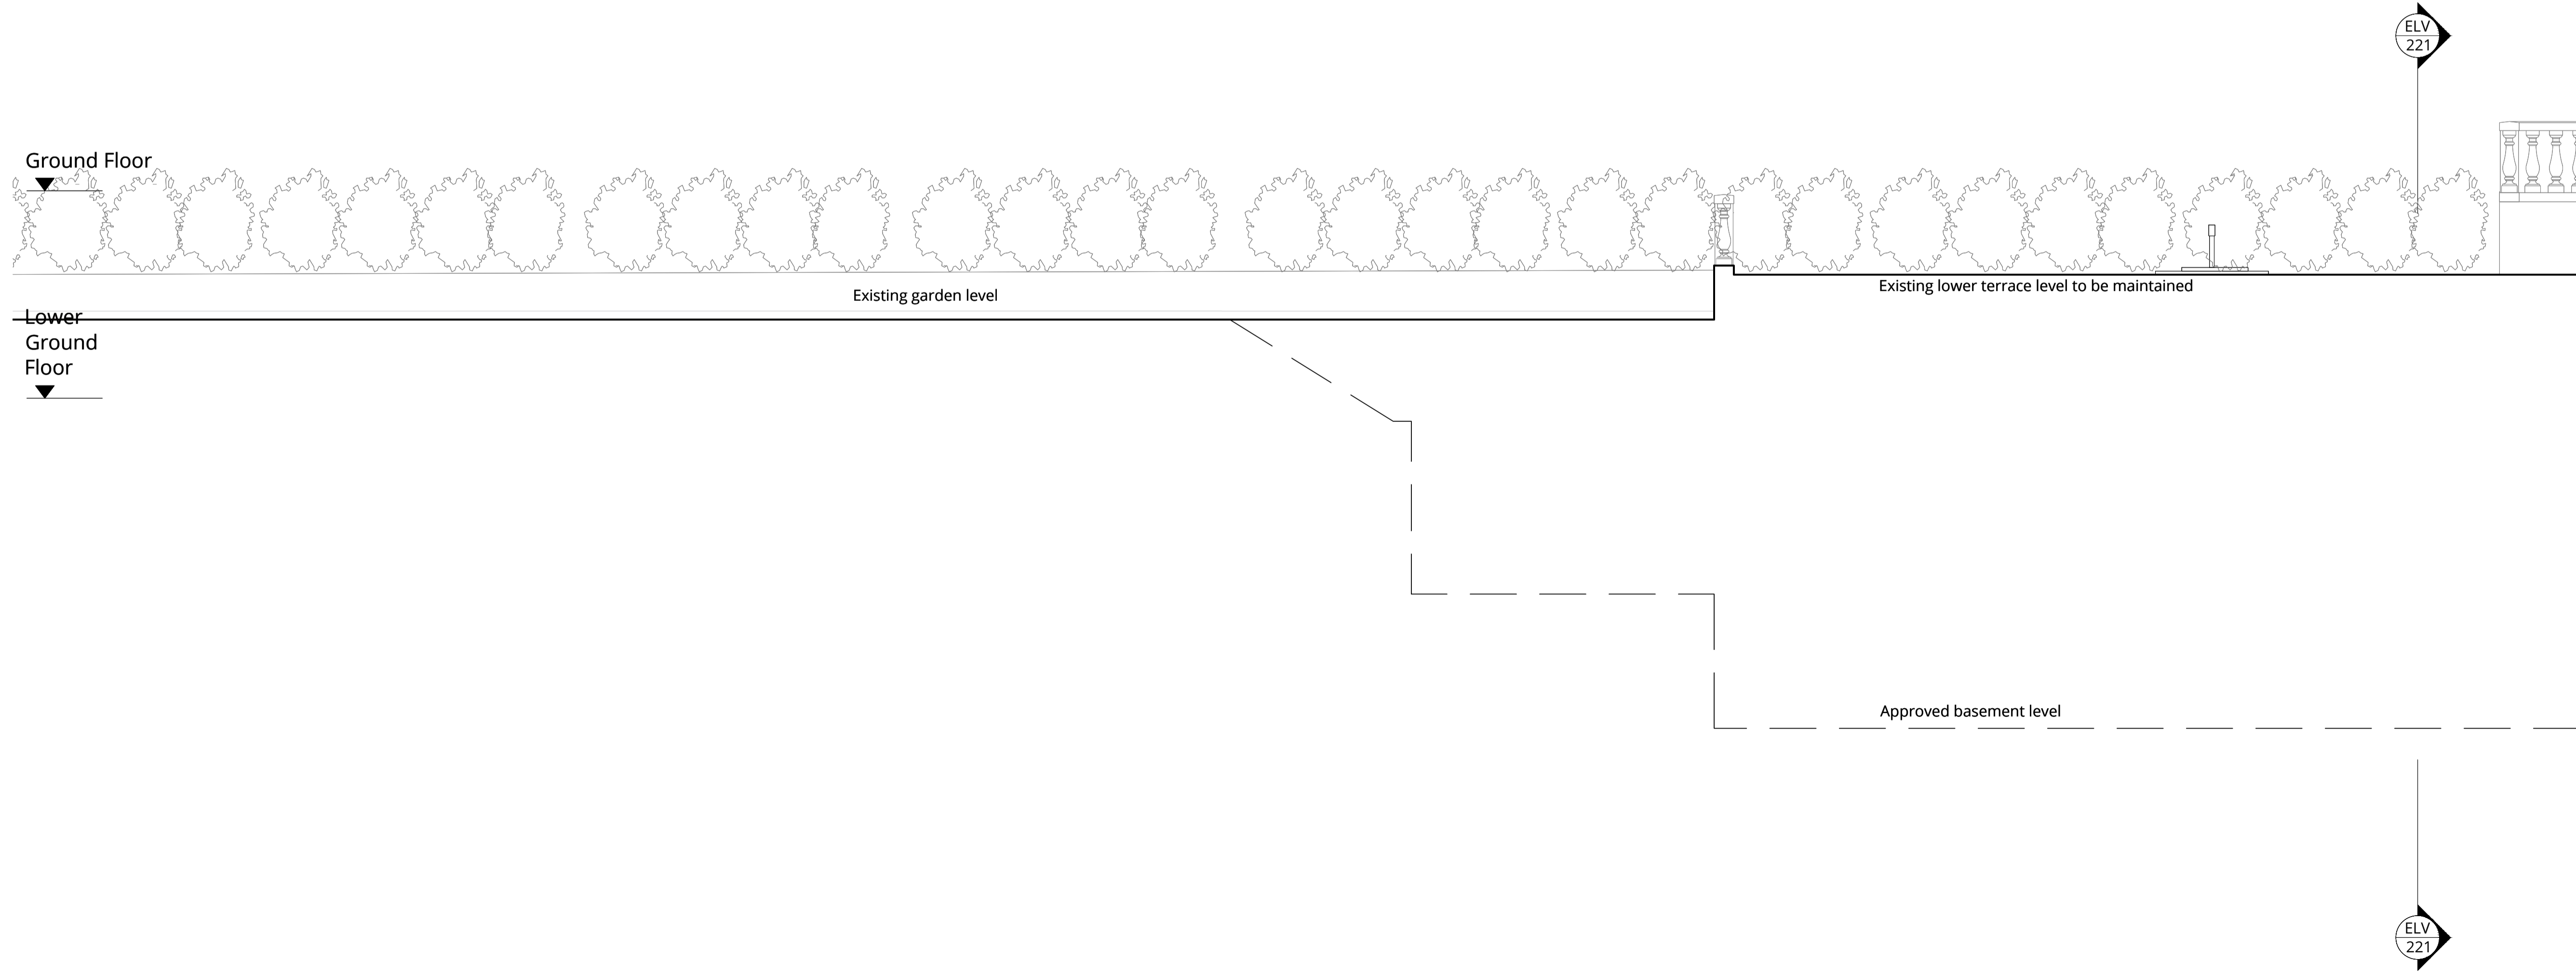 ELV
221
Ground Floor
Existing garden level
Existing lower terrace level to be maintained
Lower
Ground
Floor
Approved basement level
ELV
221